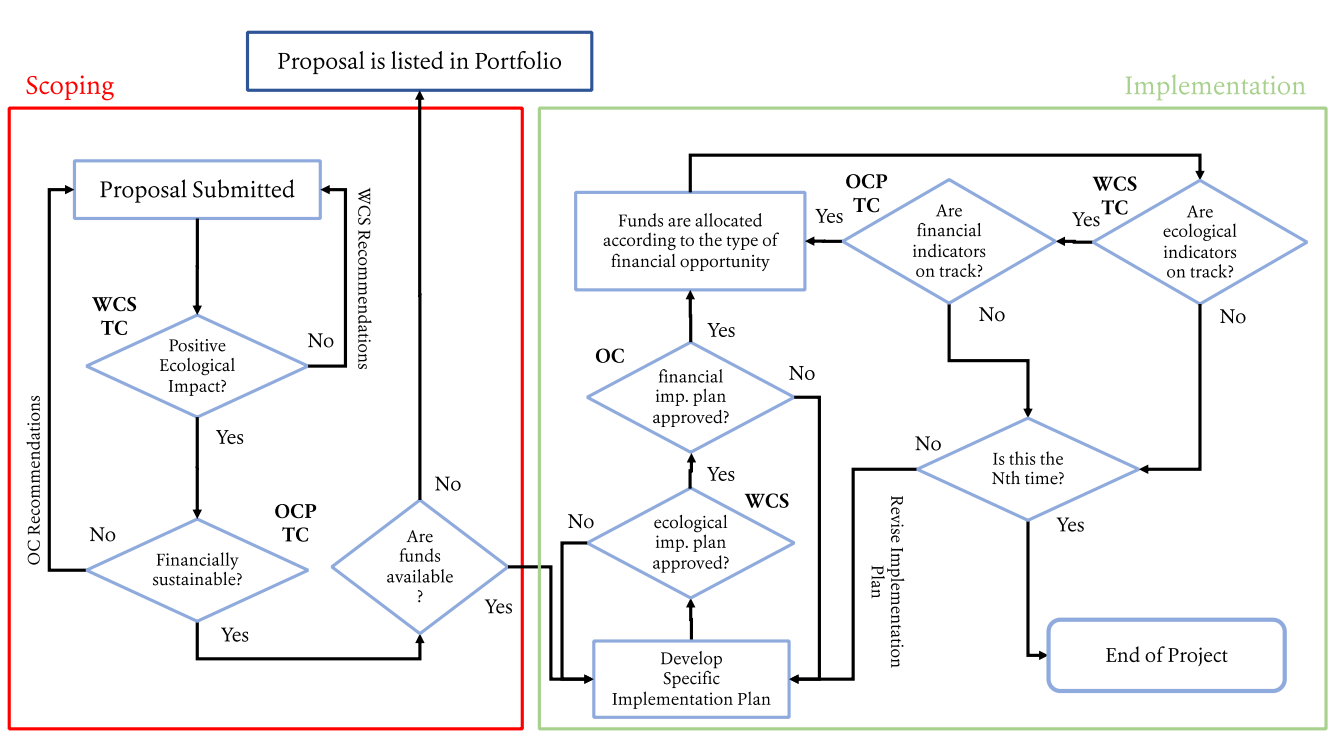 Proposal is listed in Portfolio
Scoping
Proposal Submitted
WCS Recommendations
WCS
TC
Positive
Ecological
Impact?
No
Yes
OC Recommendations
OCP
TC
No
Financially
sustainable?
Yes
No
Are
funds
available
?
Yes
Implementation
Funds are allocated
according to the type of
financial opportunity
Yes
OCP
TC
Are
financial
indicators
on track?
No
Yes
WCS
TC
Are
ecological
indicators
on track?
No
Yes
OC
financial
imp. plan
approved?
No
Yes
WCS
No
ecological
imp. plan
approved?
Develop
Specific
Implementation Plan
No
Is this the
Nth time?
Yes
Revise Implementation
Plan
End of Project